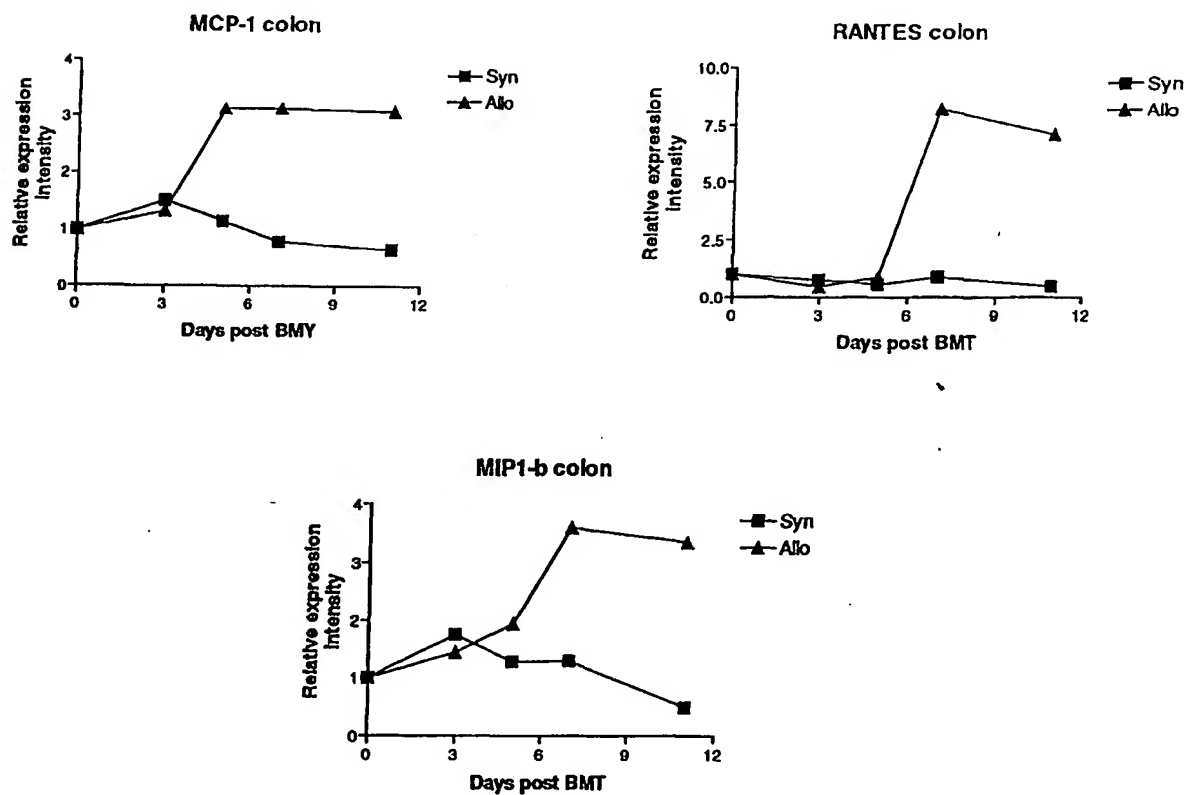 MCP-1 colon
4
3
2
1
0
Relative expression
Intensity
0 3 6 9 12
Days post BMY
Syn
Allo
RANTES colon
10.0
7.5
5.0
2.5
0.0
Relative expression
Intensity
0 3 6 9 12
Days post BMT
Syn
Allo
MIP1-b colon
4
3
2
1
0
Relative expression
Intensity
0 3 6 9 12
Days post BMT
Syn
Allo